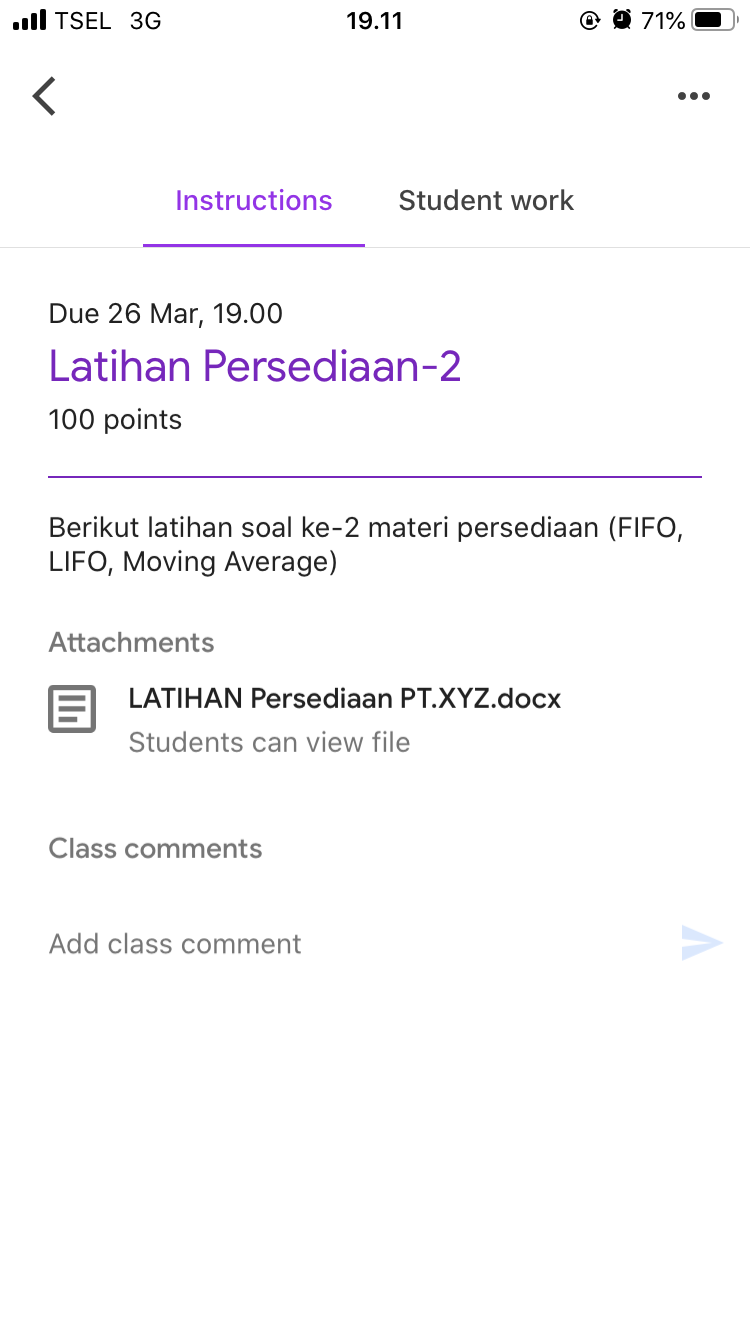 TSEL 3G 19.11 71%
Instructions Student work
Due 26 Mar, 19.00
Latihan Persediaan-2
100 points
Berikut latihan soal ke-2 materi persediaan (FIFO,
LIFO, Moving Average)
Attachments
LATIHAN Persediaan PT.XYZ.docx
Students can view file
Class comments
Add class comment